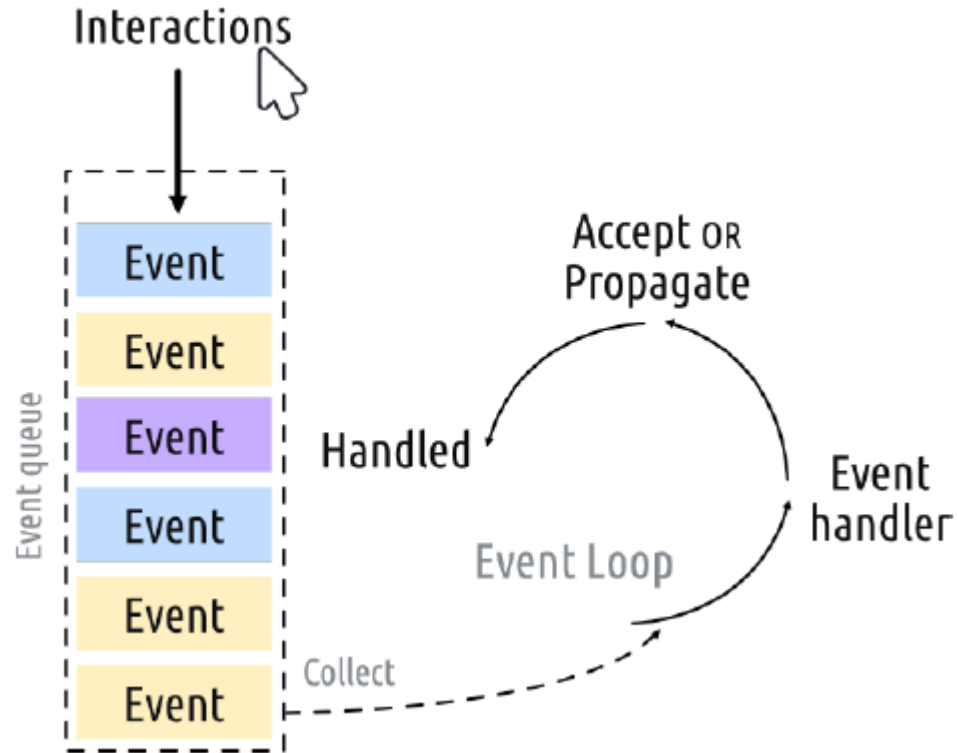 Interactions
Event
Event
Event
Event
Event
Event
Event queue
Collect
Event Loop
Event
handler
Accept OR
Propagate
Handled